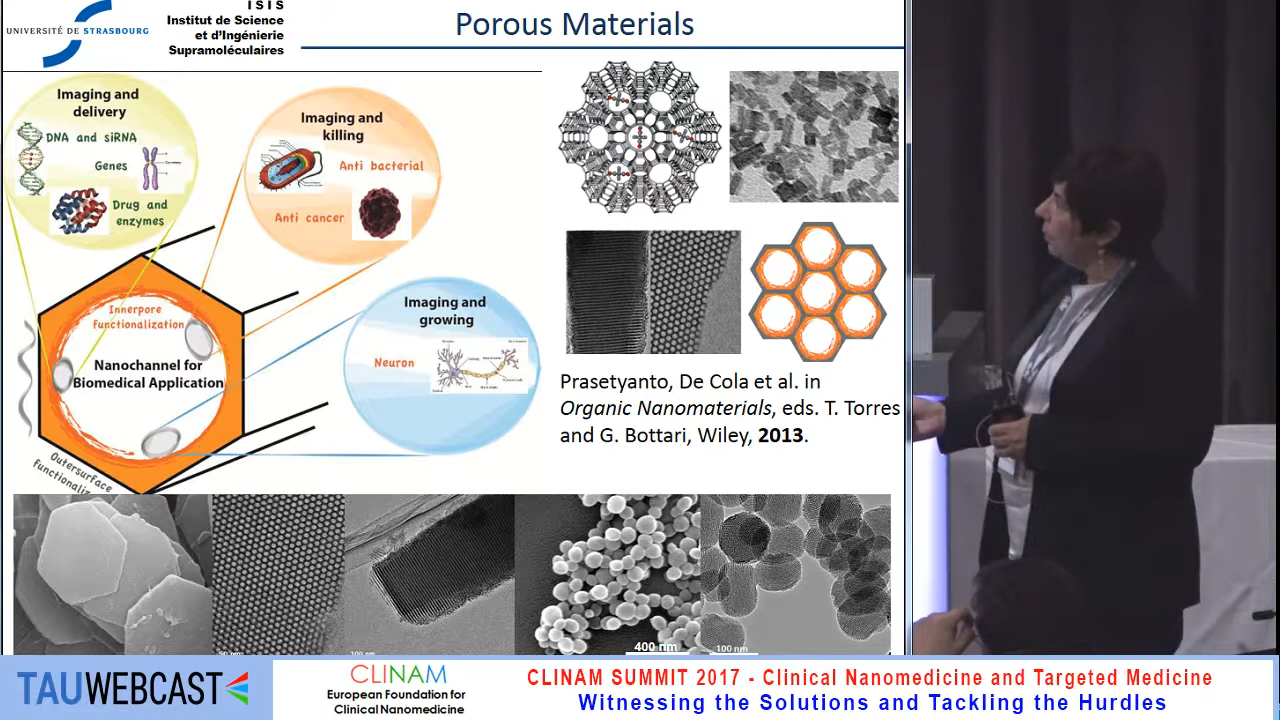 UNIVERSITÉ DE STRASBOURG
ISIS
Institut de Science
et d'Ingénierie
Supramoléculaires
Porous Materials
Imaging and
delivery
DNA and siRNA
Genes
Drug and
enzymes
Imaging and
killing
Anti bacterial
Anti cancer
Imaging and
growing
Neuron
Innerpore
functionalization
Nanochannel for
Biomedical Application
Outersurface
Prasetyanto, De Cola et al. in
Organic Nanomaterials, eds. T. Torres
and G. Bottari, Wiley, 2013.
400 nm
100 nm
TAUWEBCAST
CLINAM
European Foundation for
Clinical Nanomedicine
CLINAM SUMMIT 2017 - Clinical Nanomedicine and Targeted Medicine
Witnessing the Solutions and Tackling the Hurdles